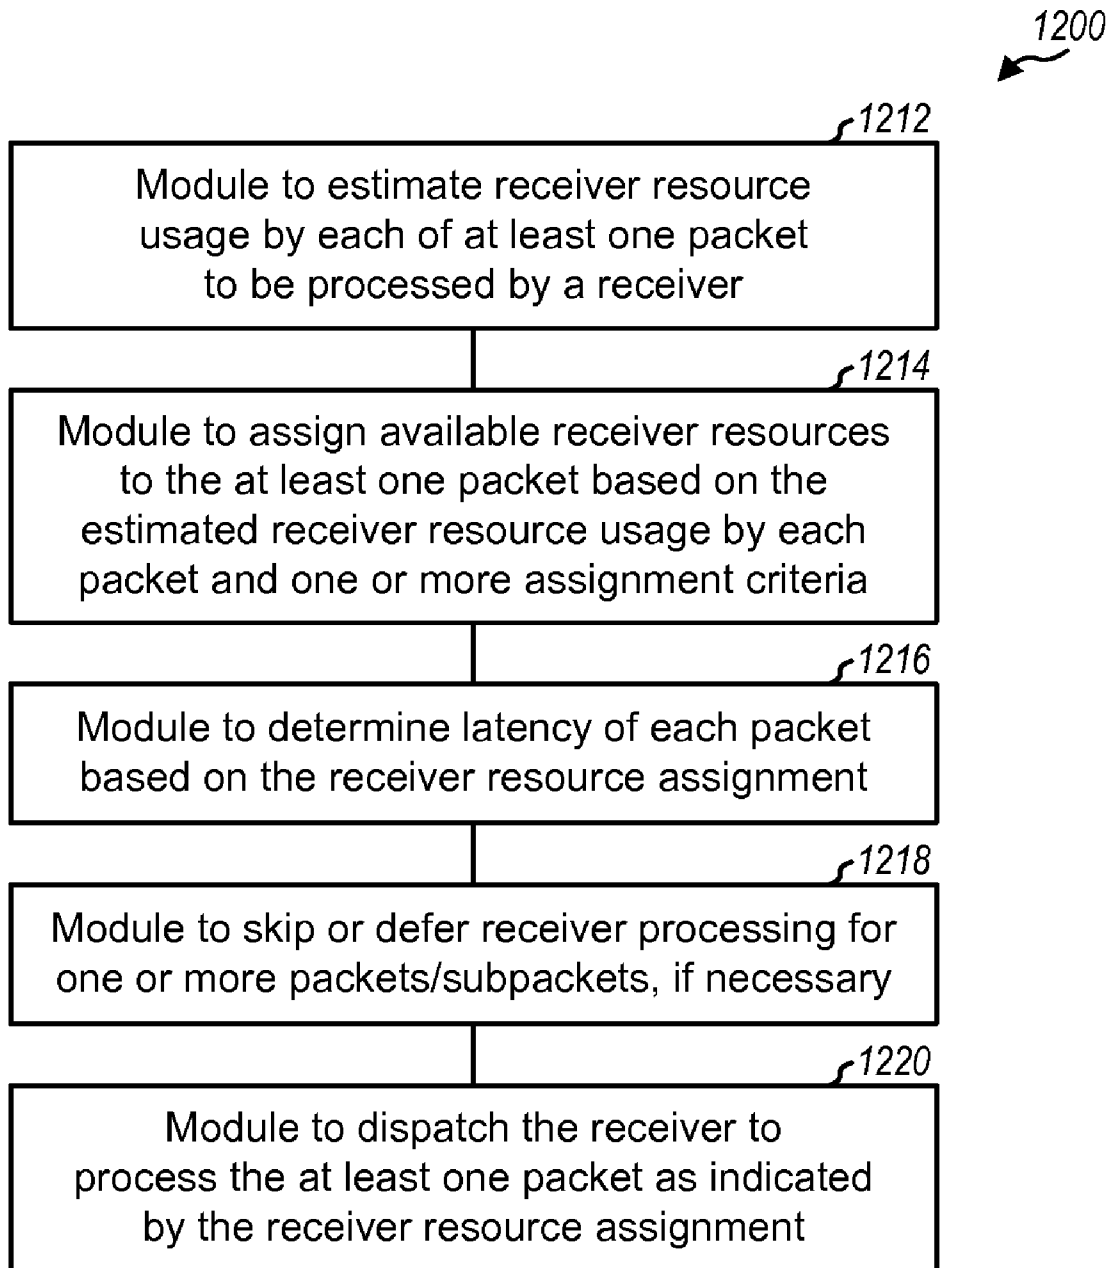 1200
1212
Module to estimate receiver resource
usage by each of at least one packet
to be processed by a receiver
1214
Module to assign available receiver resources
to the at least one packet based on the
estimated receiver resource usage by each
packet and one or more assignment criteria
1216
Module to determine latency of each packet
based on the receiver resource assignment
1218
Module to skip or defer receiver processing for
one or more packets/subpackets, if necessary
1220
Module to dispatch the receiver to
process the at least one packet as indicated
by the receiver resource assignment